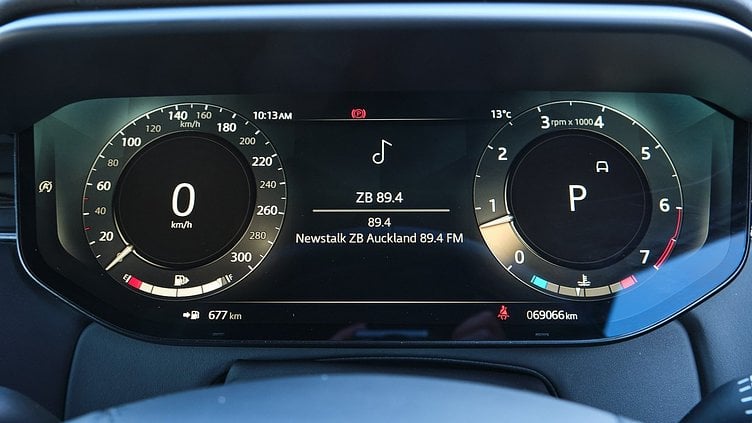 10:13 AM
13°c
20
40
60
80
100
120
140
160
180
200
220
240
260
280
300
km/h
0
km/h
E
F
ZB 89.4
89.4
Newstalk ZB Auckland 89.4 FM
rpm x 1000
0
1
2
3
4
5
6
7
P
677 km
069066 km